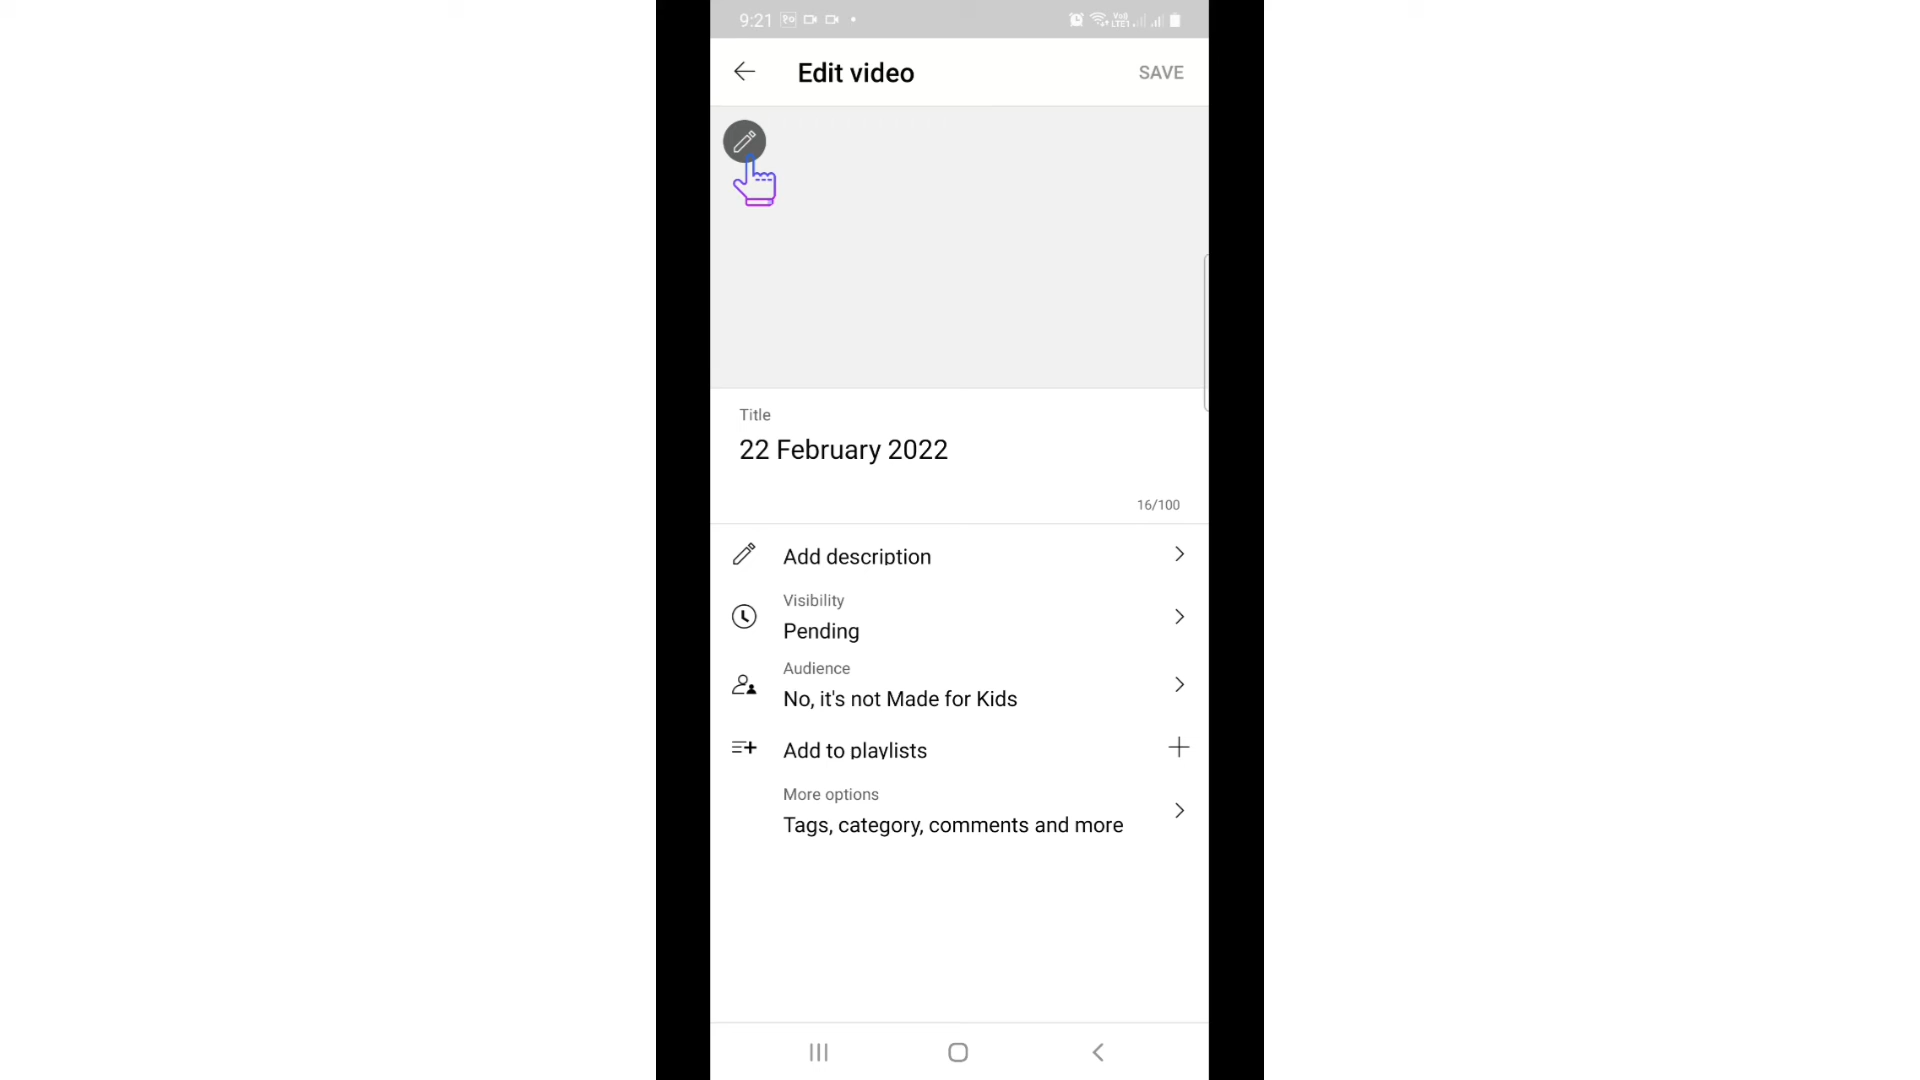 9:21
Edit video
SAVE
Title
22 February 2022
16/100
Add description
Visibility
Pending
Audience
No, it's not Made for Kids
Add to playlists
More options
Tags, category, comments and more